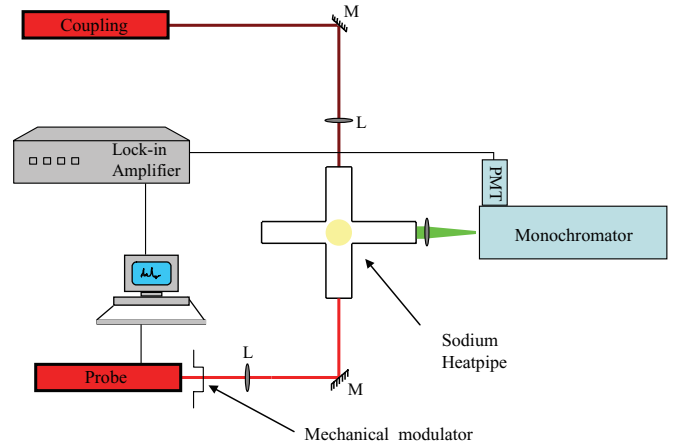 Coupling
M
L
Lock-in
Amplifier
PMT
Monochromator
Sodium
Heatpipe
L
Probe
M
Mechanical modulator